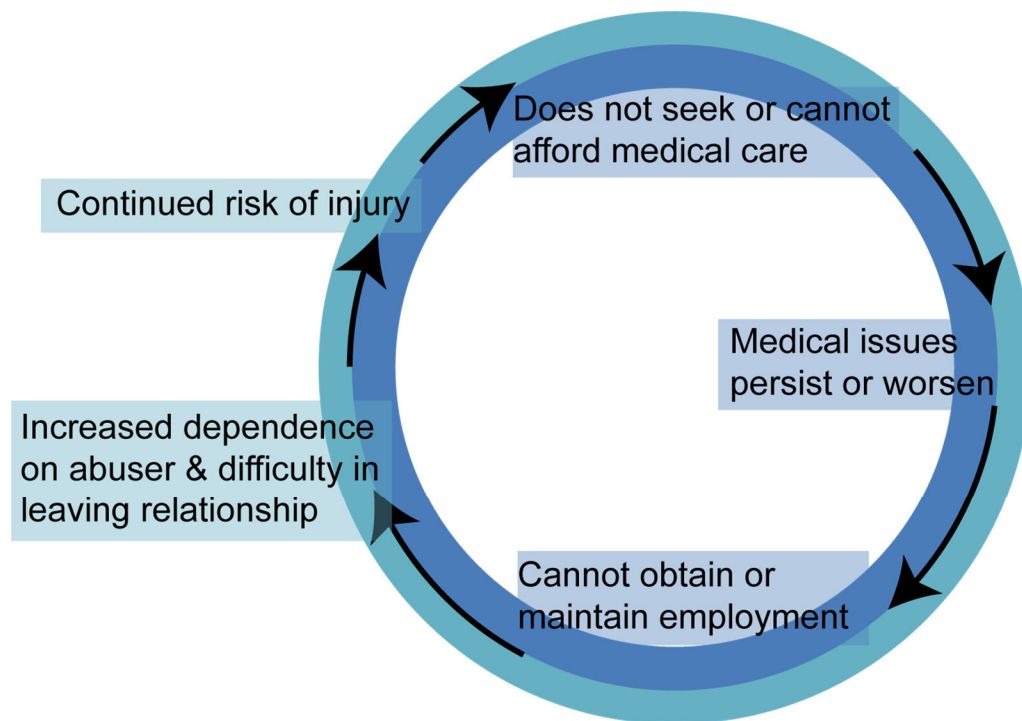 Does not seek or cannot
afford medical care
Continued risk of injury
Medical issues
persist or worsen
Increased dependence
on abuser & difficulty in
leaving relationship
Cannot obtain or
maintain employment